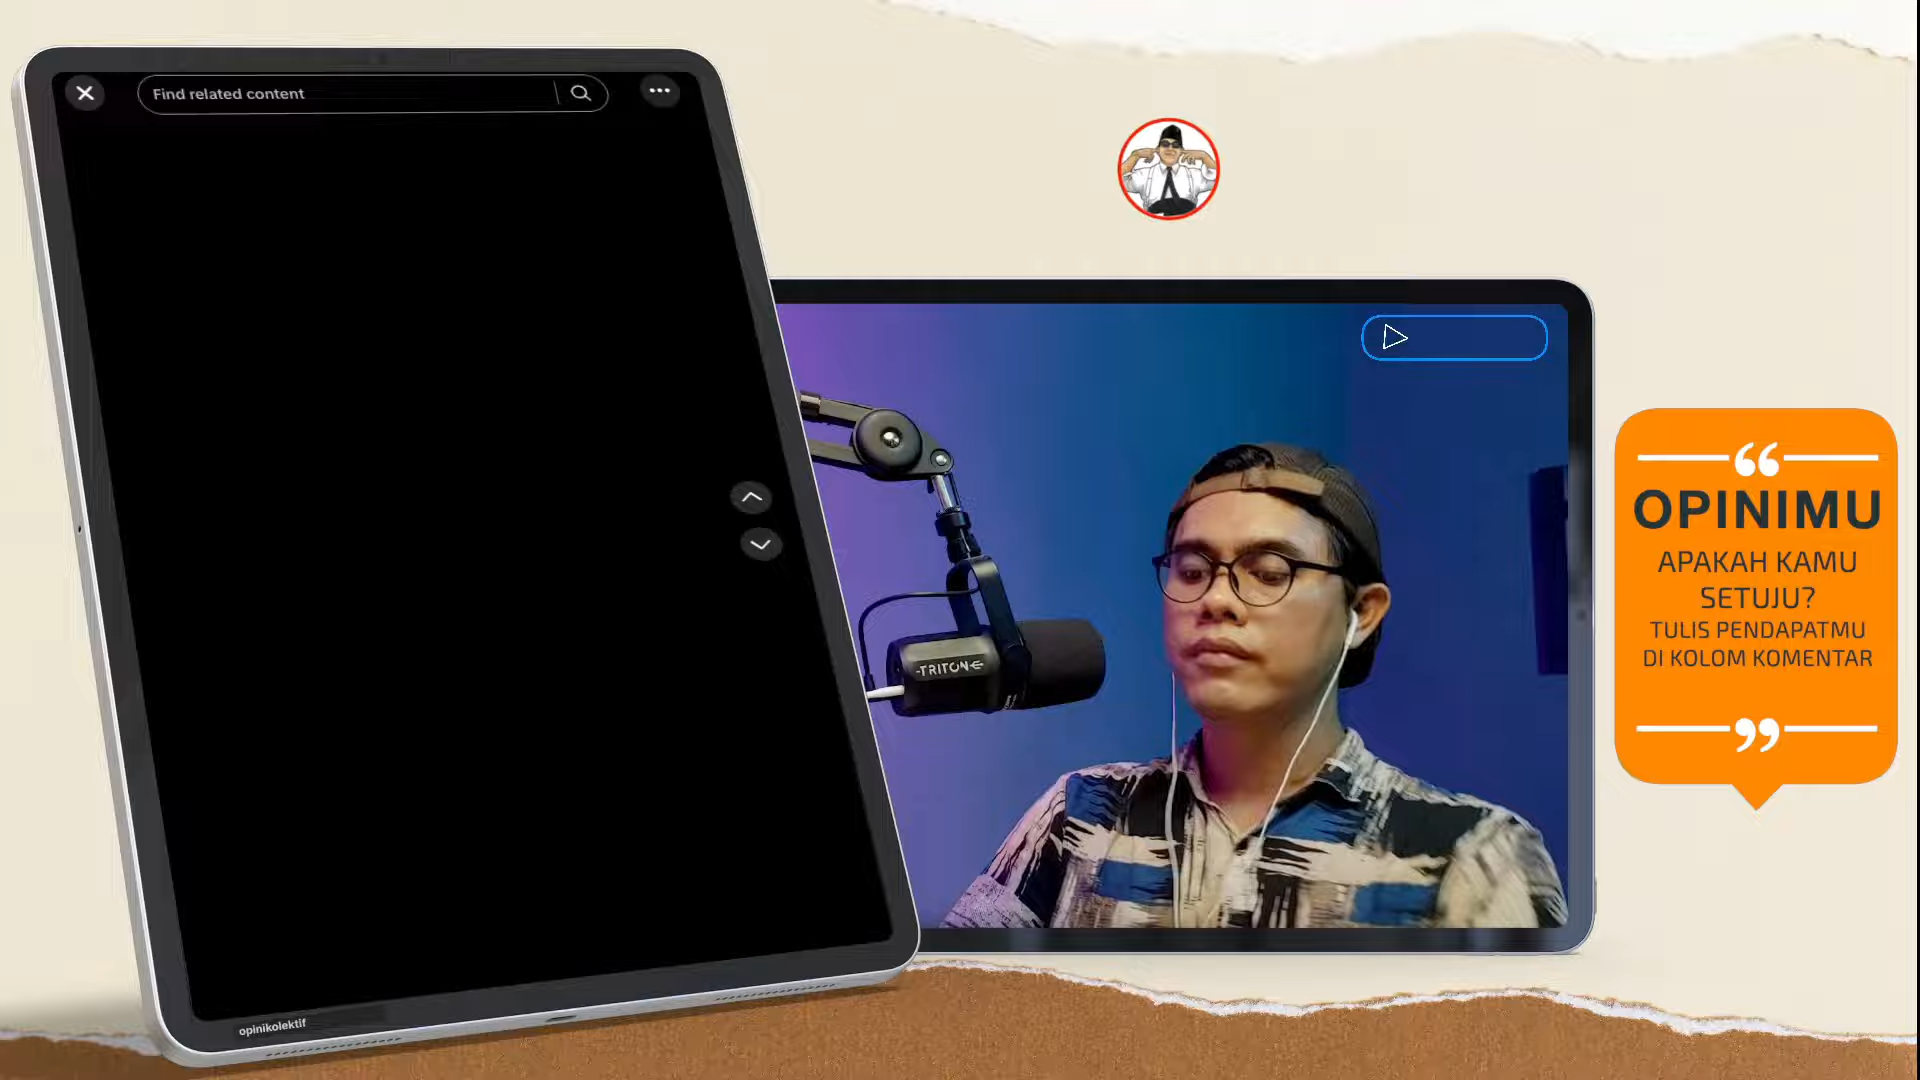 Find related content
TRITON
OPINIMU
APAKAH KAMU
SETUJU?
TULIS PENDAPATMU
DI KOLOM KOMENTAR
opinikolektif